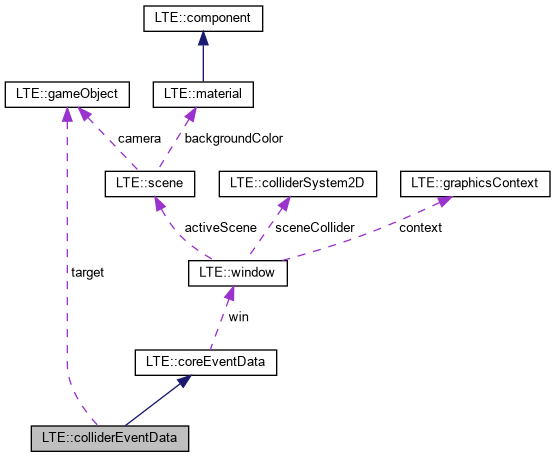 LTE::component
LTE::gameObject
LTE::material
camera
backgroundColor
LTE::scene
LTE::colliderSystem2D
LTE::graphicsContext
activeScene
sceneCollider
context
target
LTE::window
win
LTE::coreEventData
LTE::colliderEventData